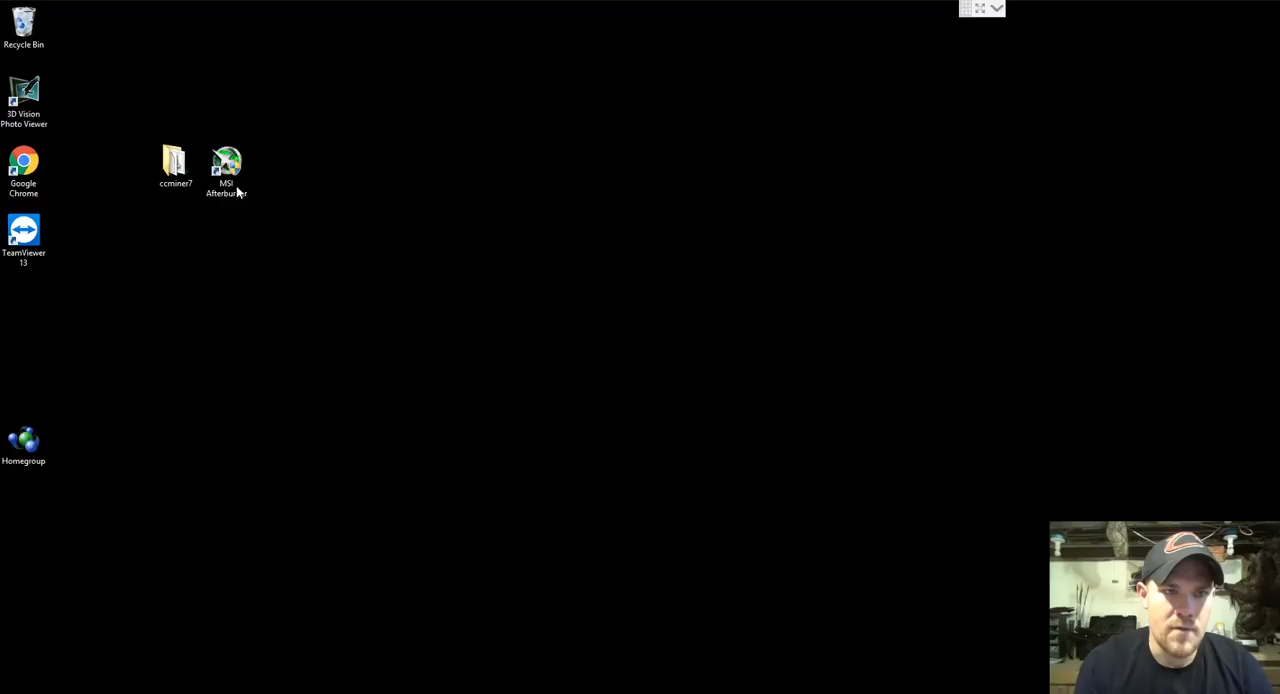 Recycle Bin
3D Vision
Photo Viewer
Google
Chrome
TeamViewer
13
Homegroup
ccminer7
MSI
Afterburner